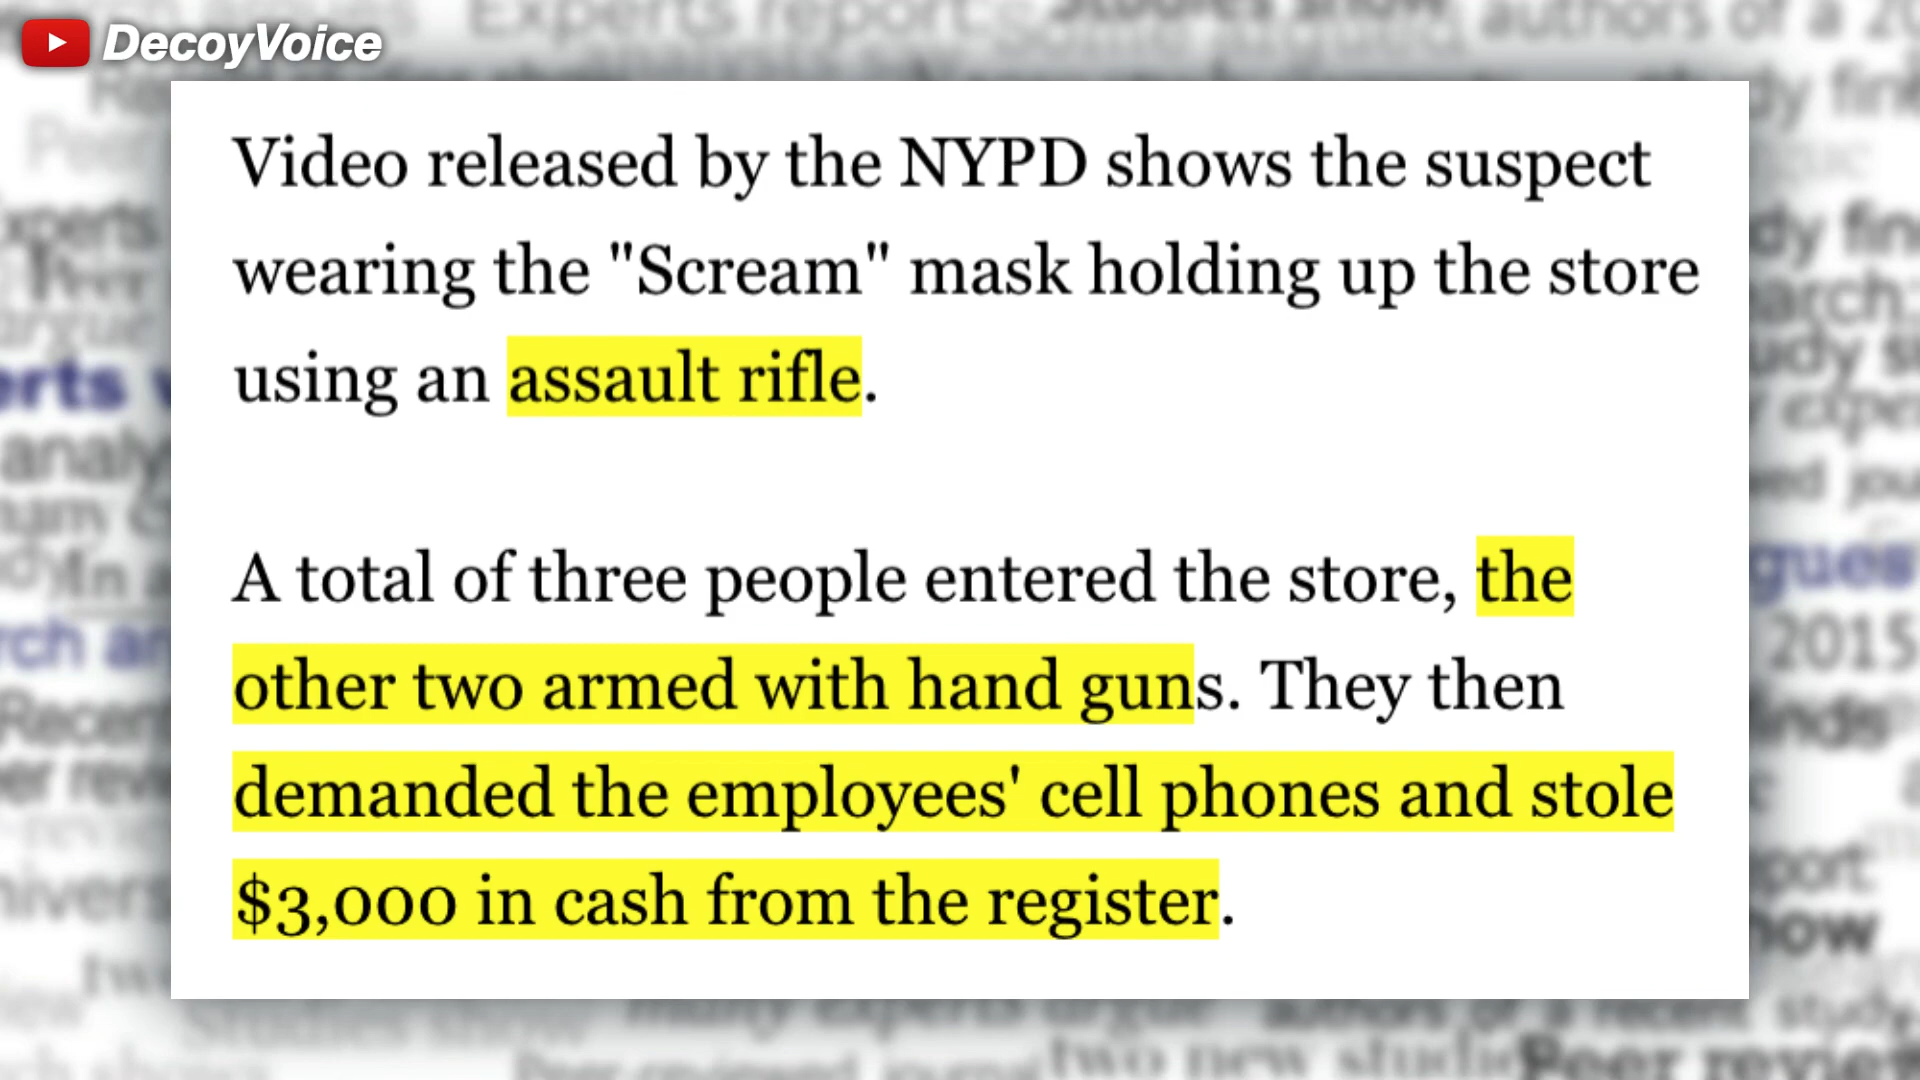 DecoyVoice
Video released by the NYPD shows the suspect
wearing the "Scream" mask holding up the store
using an assault rifle.
A total of three people entered the store, the
other two armed with hand guns. They then
demanded the employees' cell phones and stole
$3,000 in cash from the register.